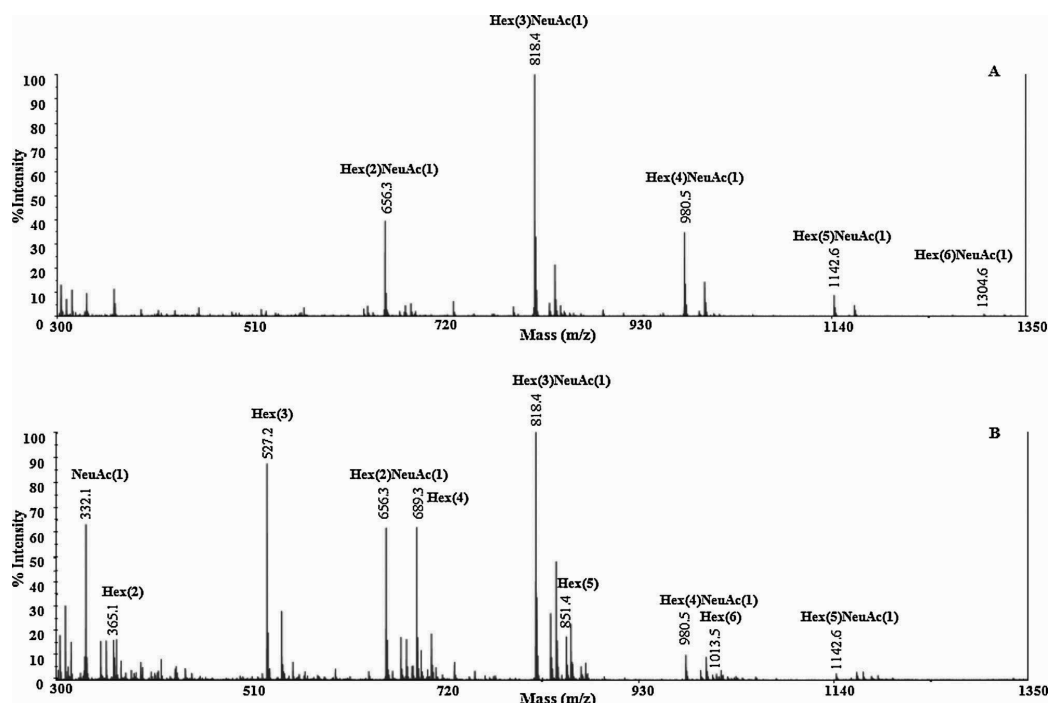 Hex(3)NeuAc(1)
818.4
A
100
90
80
70
60
50
40
30
20
10
0
%Intensity
Hex(2)NeuAc(1)
656.3
Hex(4)NeuAc(1)
980.5
Hex(5)NeuAc(1)
1142.6
Hex(6)NeuAc(1)
1304.6
300 510 720 930 1140 1350
Mass (m/z)
Hex(3)NeuAc(1)
818.4
B
100
90
80
70
60
50
40
30
20
10
0
% Intensity
NeuAc(1)
332.1
Hex(2)
365.1
Hex(3)
527.2
Hex(2)NeuAc(1)
656.3
Hex(4)
689.3
Hex(5)
851.4
Hex(4)NeuAc(1)
980.5
Hex(6)
1013.5
Hex(5)NeuAc(1)
1142.6
300 510 720 930 1140 1350
Mass (m/z)